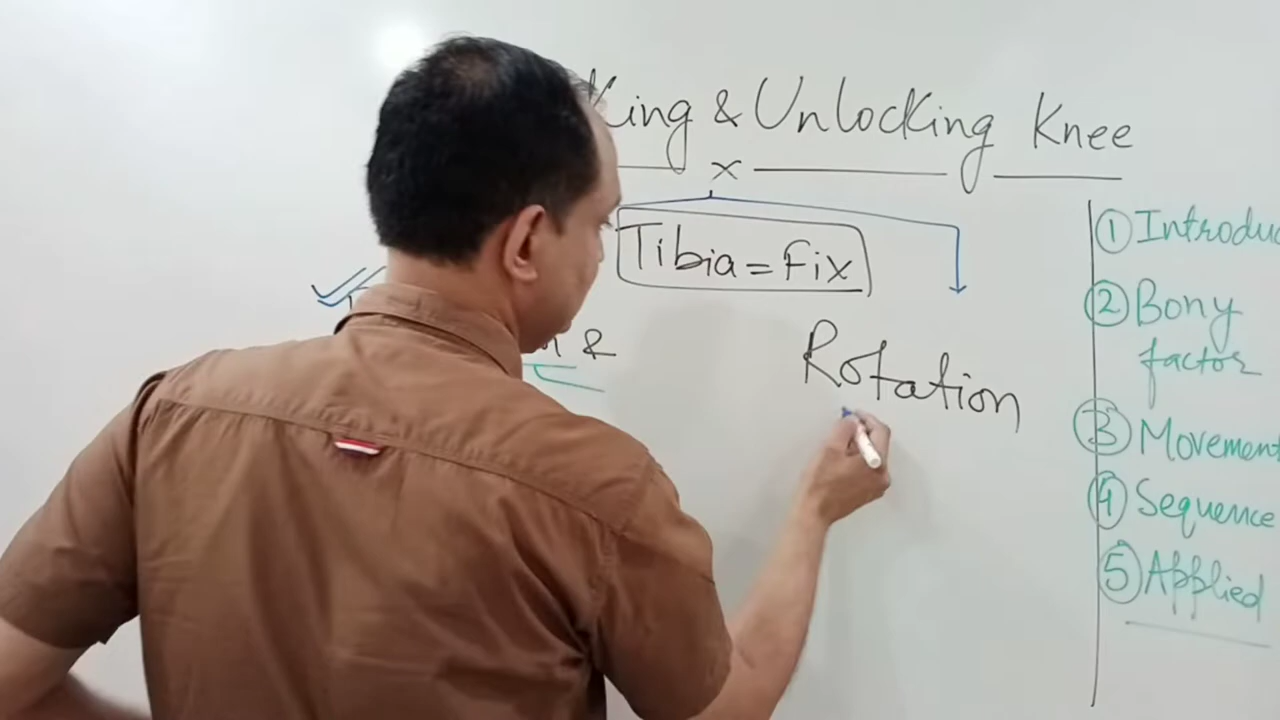 King & Unlocking Knee
x
Tibia = Fix
&
Rotation
① Introduc
② Bony
factor
③ Movement
④ Sequence
⑤ Applied